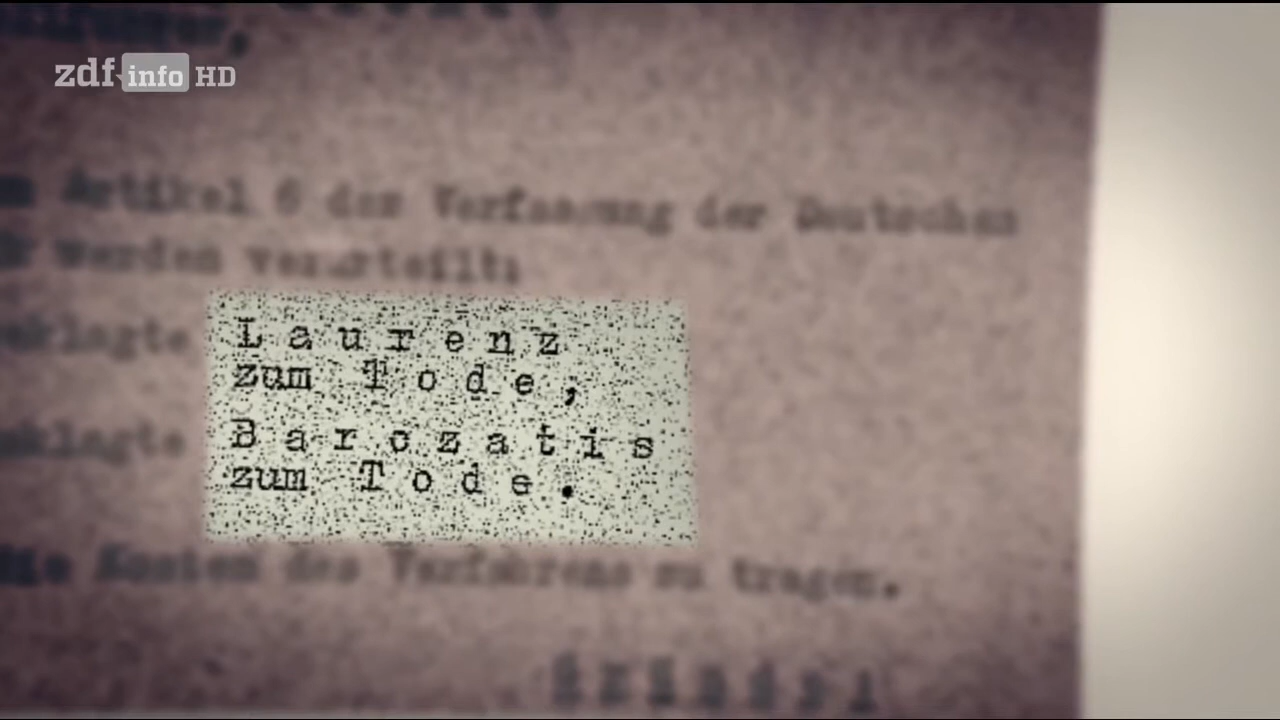 zdf info HD
Artikel 6 der Verfassung der Deutschen
werden verurteilt:
Laurenz
zum Tode,
Barczatis
zum Tode.
die Kosten des Verfahrens zu tragen.